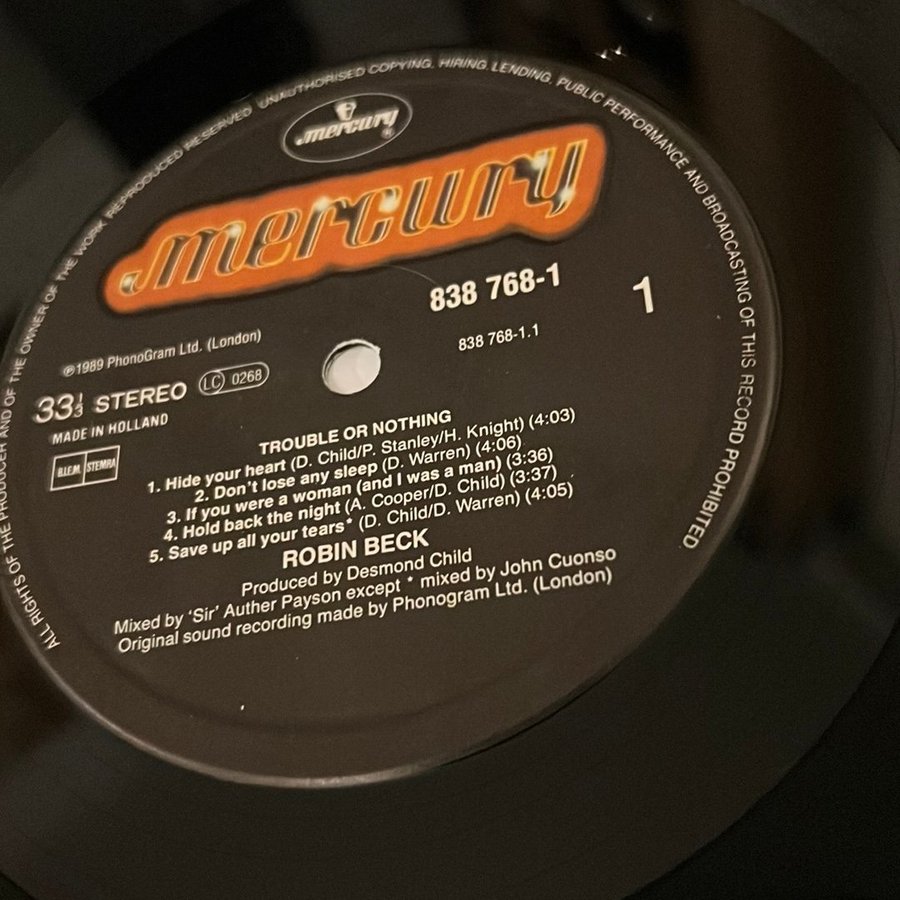 ALL RIGHTS OF THE PRODUCER AND OF THE OWNER OF THE WORK REPRODUCED RESERVED UNAUTHORISED COPYING, HIRING, LENDING, PUBLIC PERFORMANCE AND BROADCASTING OF THIS RECORD PROHIBITED
mercury
mercury
838 768-1
1
838 768-1.1
℗1989 PhonoGram Ltd. (London)
33⅓ STEREO LC 0268
MADE IN HOLLAND
B.I.E.M. STEMRA
TROUBLE OR NOTHING
1. Hide your heart (D. Child/P. Stanley/H. Knight) (4:03)
2. Don't lose any sleep (D. Warren) (4:06)
3. If you were a woman (and I was a man) (3:36)
4. Hold back the night (A. Cooper/D. Child) (3:37)
5. Save up all your tears* (D. Child/D. Warren) (4:05)
ROBIN BECK
Produced by Desmond Child
Mixed by 'Sir' Auther Payson except * mixed by John Cuonso
Original sound recording made by Phonogram Ltd. (London)